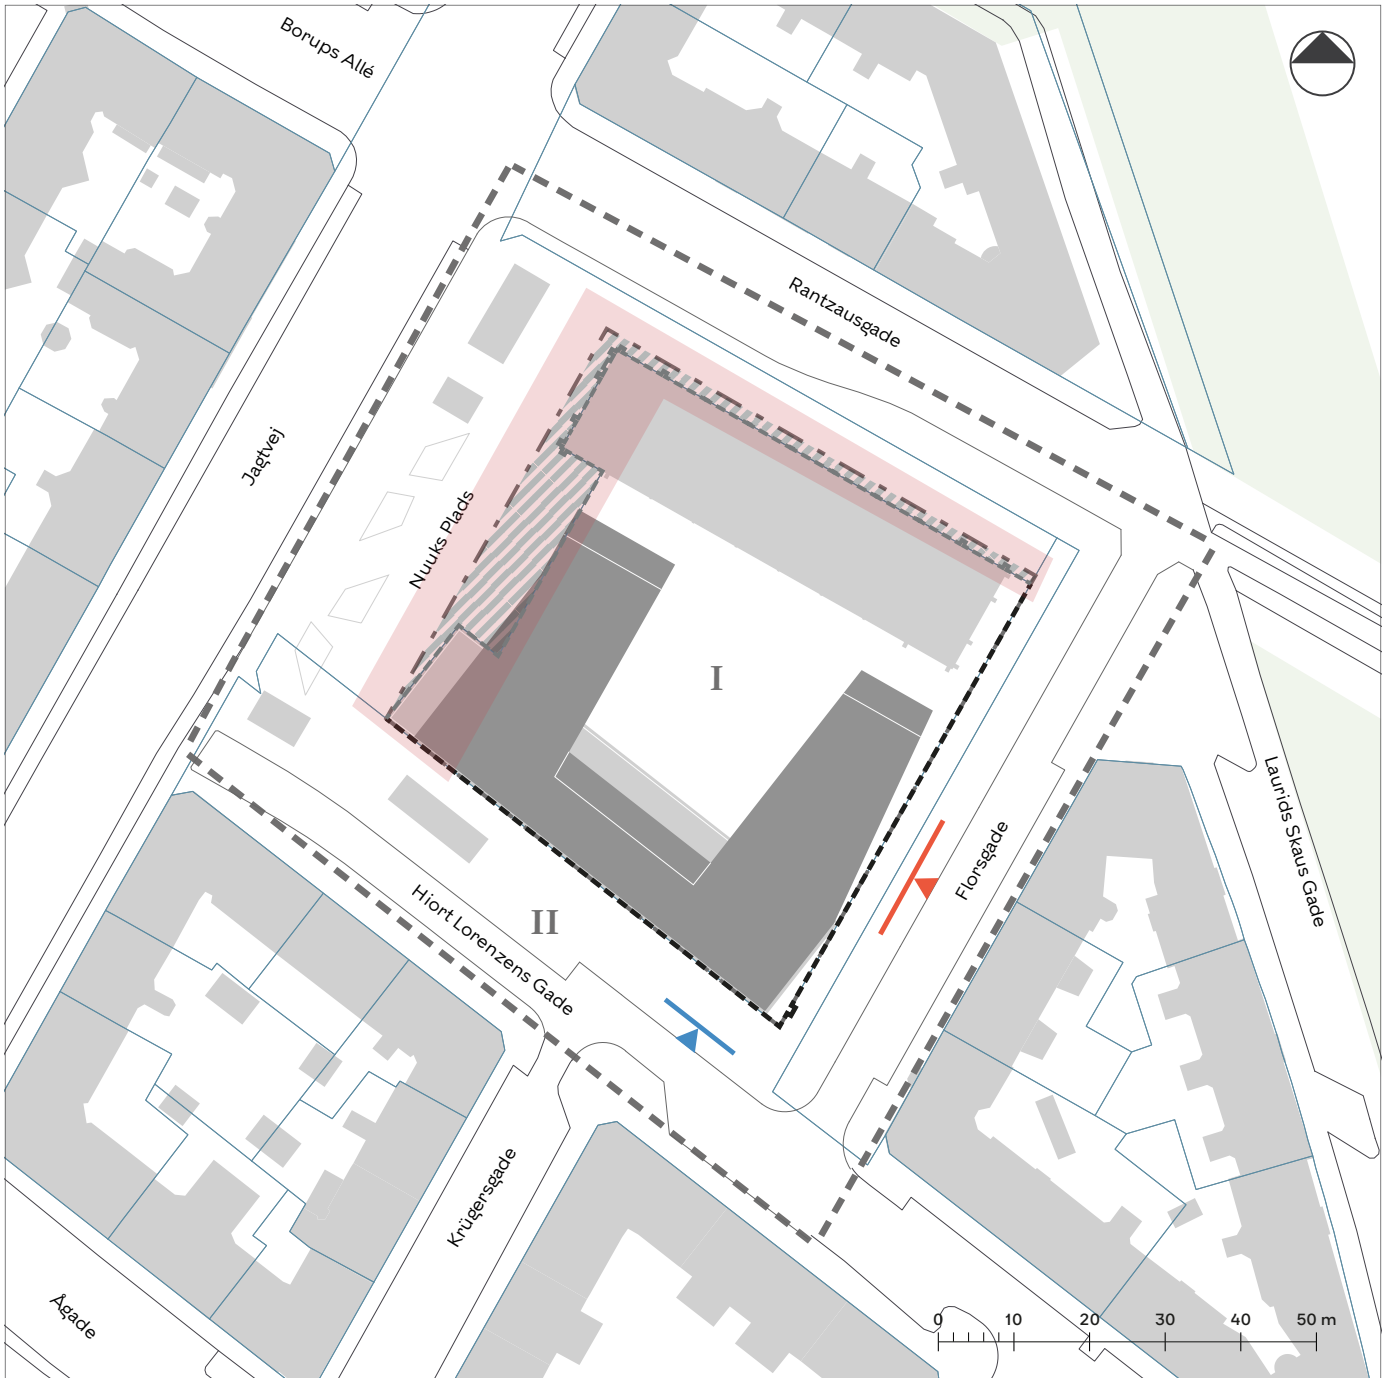 Borups Allé
Rantzausgade
Jagtvej
Nuuks Plads
I
Laurids Skaus Gade
Florsgade
II
Hiort Lorenzens Gade
Krügersgade
Ågade
0 10 20 30 40 50 m